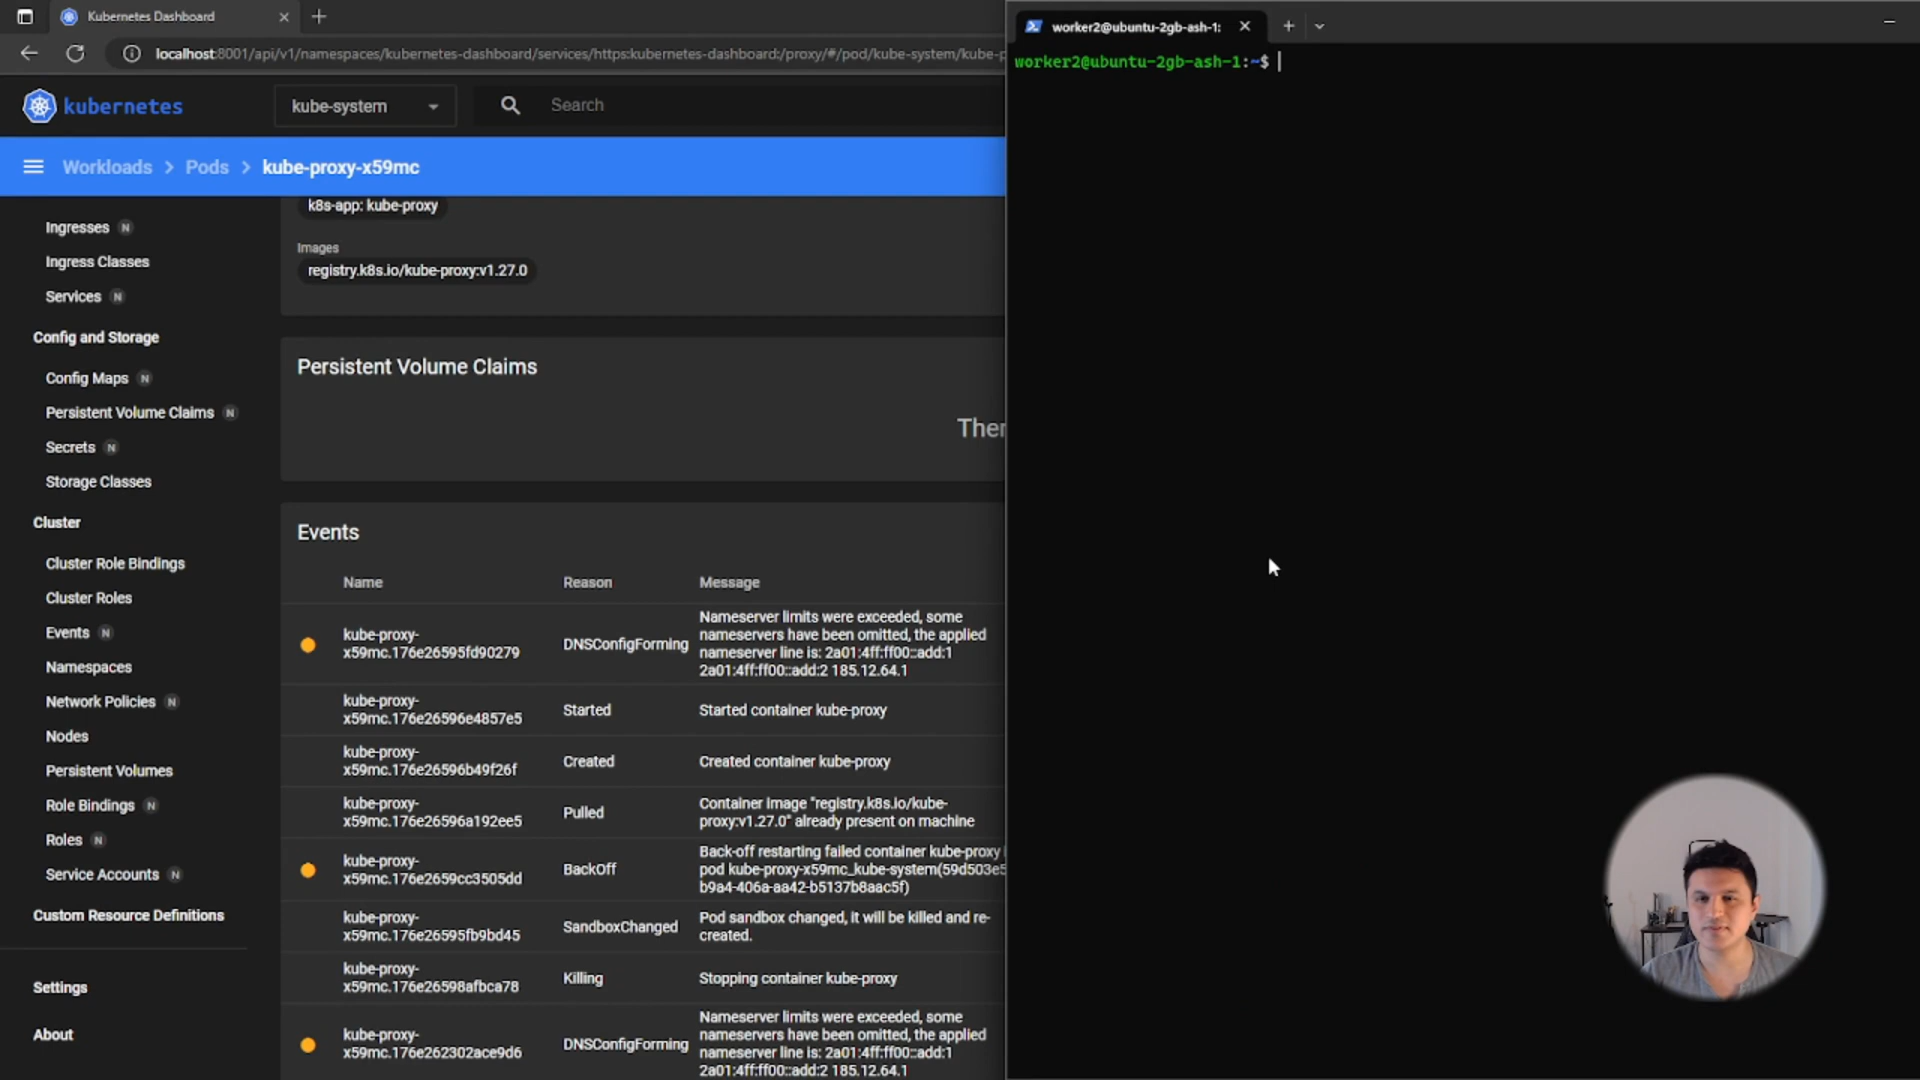 Kubernetes Dashboard
localhost:8001/api/v1/namespaces/kubernetes-dashboard/services/https:kubernetes-dashboard:/proxy/#/pod/kube-system/kube-p
kubernetes
kube-system
Search
Workloads
Pods
kube-proxy-x59mc
Ingresses N
Ingress Classes
Services N
Config and Storage
Config Maps N
Persistent Volume Claims N
Secrets N
Storage Classes
Cluster
Cluster Role Bindings
Cluster Roles
Events N
Namespaces
Network Policies N
Nodes
Persistent Volumes
Role Bindings N
Roles N
Service Accounts N
Custom Resource Definitions
Settings
About
k8s-app: kube-proxy
Images
registry.k8s.io/kube-proxy:v1.27.0
Persistent Volume Claims
Ther
Events
Name Reason Message
kube-proxy-
x59mc.176e26595fd90279
DNSConfigForming
Nameserver limits were exceeded, some
nameservers have been omitted, the applied
nameserver line is: 2a01:4ff:ff00::add:1
2a01:4ff:ff00::add:2 185.12.64.1
kube-proxy-
x59mc.176e26596e4857e5
Started
Started container kube-proxy
kube-proxy-
x59mc.176e26596b49f26f
Created
Created container kube-proxy
kube-proxy-
x59mc.176e26596a192ee5
Pulled
Container image "registry.k8s.io/kube-
proxy:v1.27.0" already present on machine
kube-proxy-
x59mc.176e2659cc3505dd
BackOff
Back-off restarting failed container kube-proxy i
pod kube-proxy-x59mc_kube-system(59d503e5
b9a4-406a-aa42-b5137b8aac5f)
kube-proxy-
x59mc.176e26595fb9bd45
SandboxChanged
Pod sandbox changed, it will be killed and re-
created.
kube-proxy-
x59mc.176e26598afbca78
Killing
Stopping container kube-proxy
kube-proxy-
x59mc.176e262302ace9d6
DNSConfigForming
Nameserver limits were exceeded, some
nameservers have been omitted, the applied
nameserver line is: 2a01:4ff:ff00::add:1
2a01:4ff:ff00::add:2 185.12.64.1
worker2@ubuntu-2gb-ash-1:
worker2@ubuntu-2gb-ash-1:~$